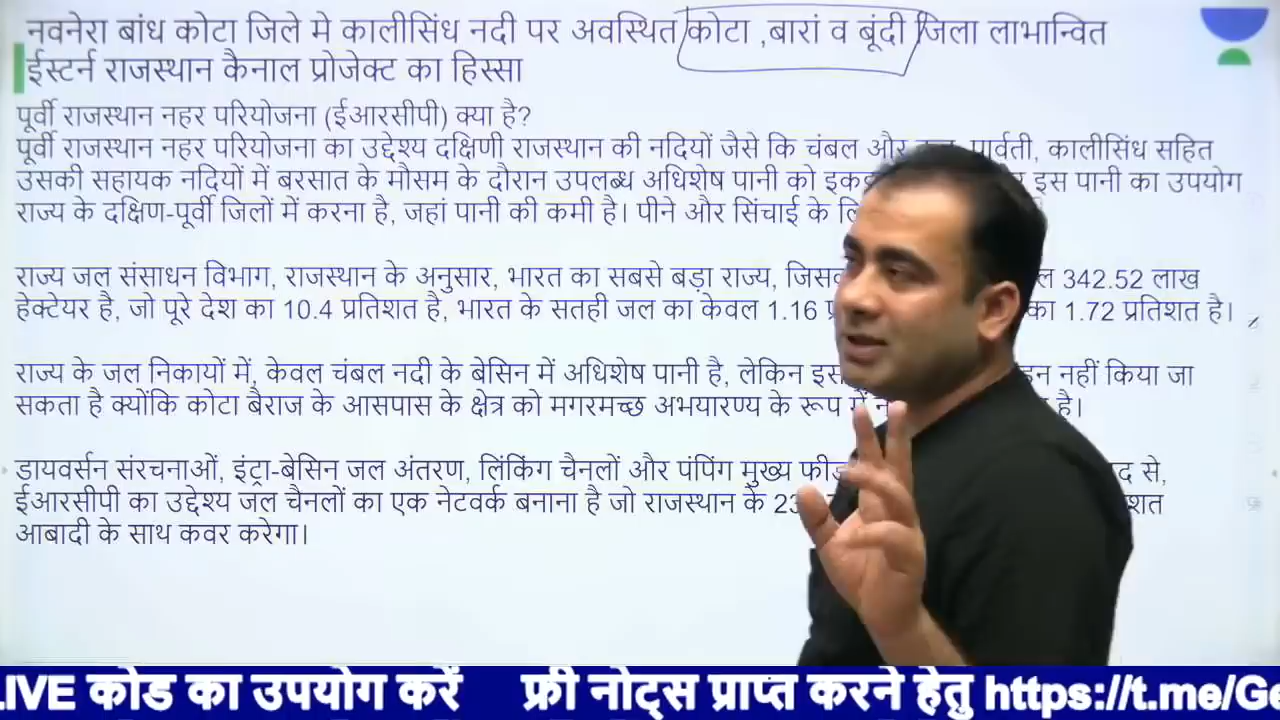 नवनेरा बांध कोटा जिले मे कालीसिंध नदी पर अवस्थित कोटा ,बारां व बूंदी जिला लाभान्वित
ईस्टर्न राजस्थान कैनाल प्रोजेक्ट का हिस्सा
पूर्वी राजस्थान नहर परियोजना (ईआरसीपी) क्या है?
पूर्वी राजस्थान नहर परियोजना का उद्देश्य दक्षिणी राजस्थान की नदियों जैसे कि चंबल और पार्वती, कालीसिंध सहित
उसकी सहायक नदियों में बरसात के मौसम के दौरान उपलब्ध अधिशेष पानी को इस पानी का उपयोग
राज्य के दक्षिण-पूर्वी जिलों में करना है, जहां पानी की कमी है। पीने और सिंचाई के
राज्य जल संसाधन विभाग, राजस्थान के अनुसार, भारत का सबसे बड़ा राज्य, 342.52 लाख
हेक्टेयर है, जो पूरे देश का 10.4 प्रतिशत है, भारत के सतही जल का केवल 1.16 का 1.72 प्रतिशत है।
राज्य के जल निकायों में, केवल चंबल नदी के बेसिन में अधिशेष पानी है, लेकिन नहीं किया जा
सकता है क्योंकि कोटा बैराज के आसपास के क्षेत्र को मगरमच्छ अभयारण्य के रूप में है।
डायवर्सन संरचनाओं, इंट्रा-बेसिन जल अंतरण, लिंकिंग चैनलों और पंपिंग मुख्य से,
ईआरसीपी का उद्देश्य जल चैनलों का एक नेटवर्क बनाना है जो राजस्थान के
आबादी के साथ कवर करेगा।
LIVE कोड का उपयोग करें फ्री नोट्स प्राप्त करने हेतु https://t.me/Ge